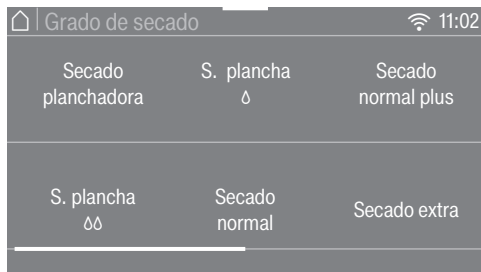 Grado de secado
11:02
Secado
planchadora
S. plancha
Secado
normal plus
S. plancha
Secado
normal
Secado extra